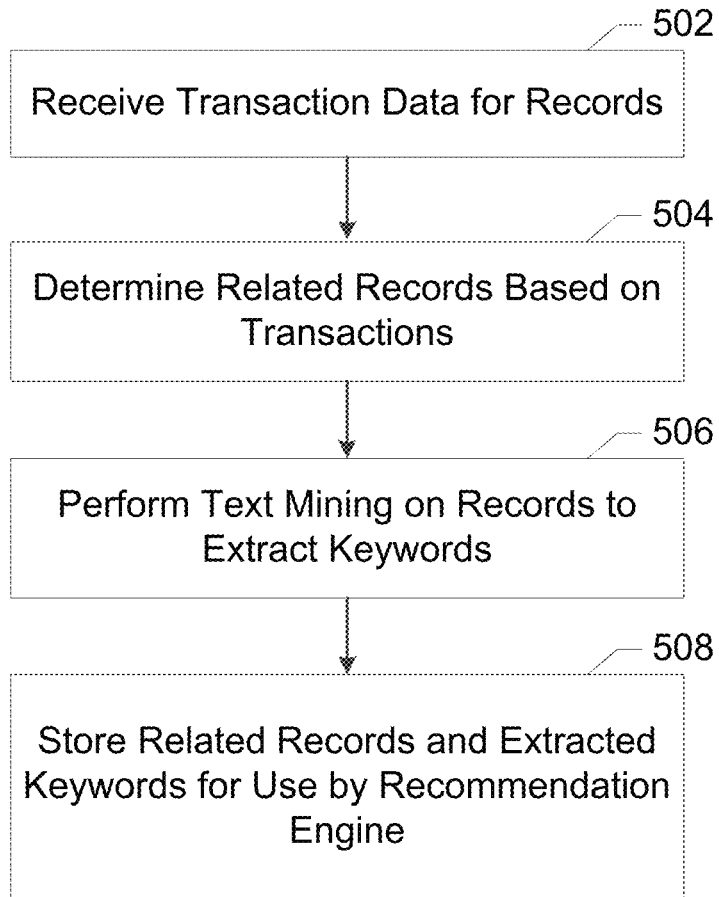 502
Receive Transaction Data for Records
504
Determine Related Records Based on
Transactions
506
Perform Text Mining on Records to
Extract Keywords
508
Store Related Records and Extracted
Keywords for Use by Recommendation
Engine